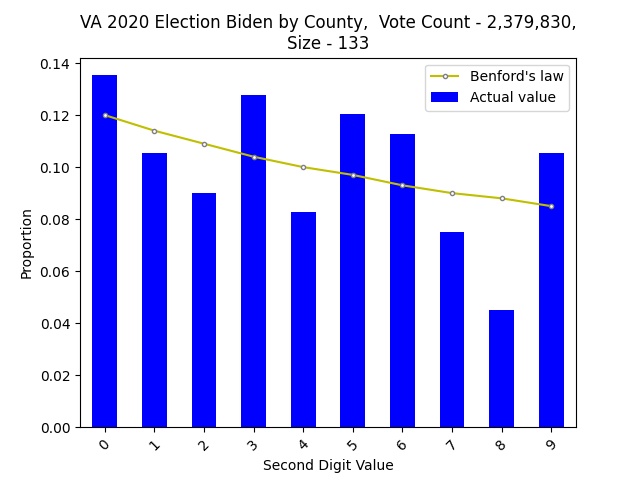 VA 2020 Election Biden by County,  Vote Count - 2,379,830,
Size - 133
Benford's law
Actual value
Proportion
0.14
0.12
0.10
0.08
0.06
0.04
0.02
0.00
0 1 2 3 4 5 6 7 8 9
Second Digit Value